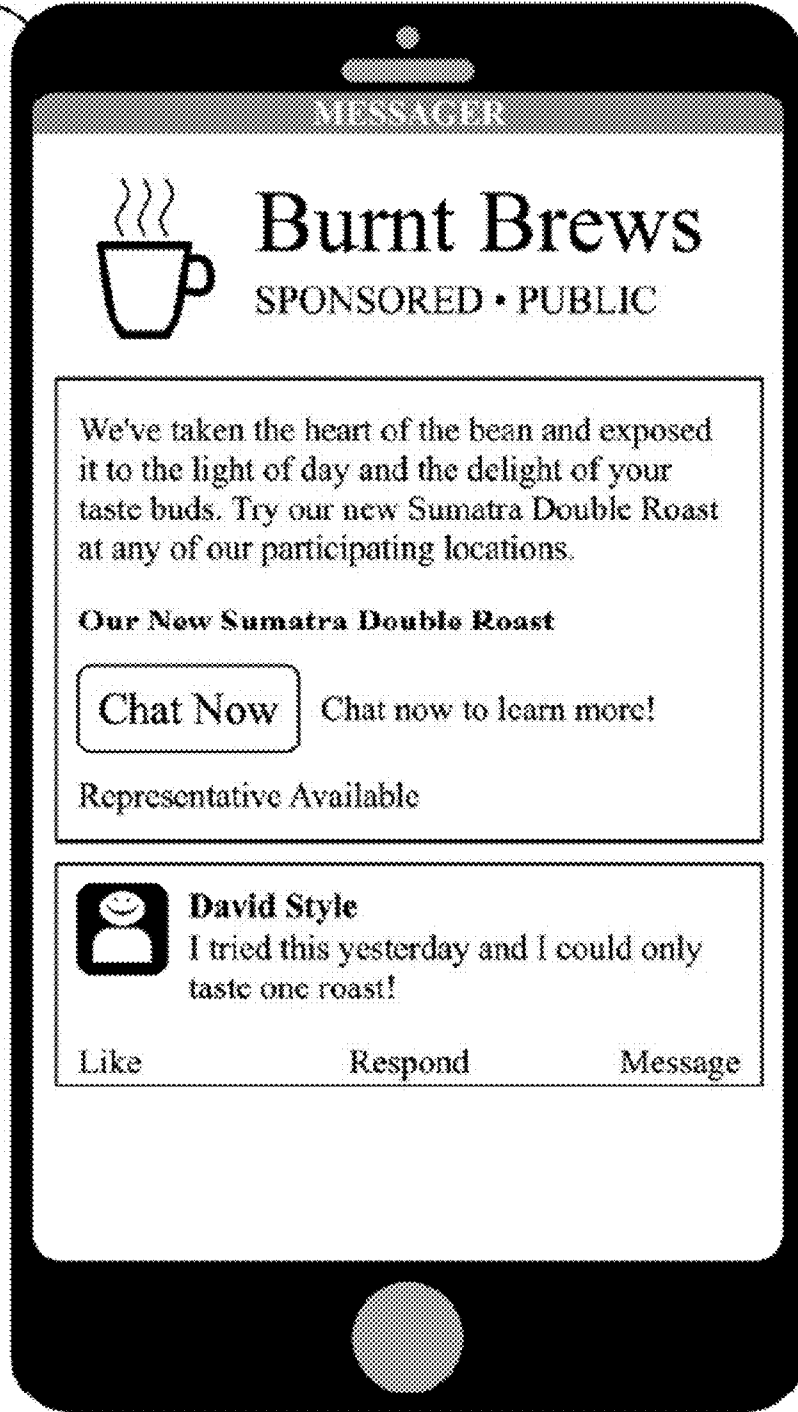 MESSAGER
Burnt Brews
SPONSORED • PUBLIC
We've taken the heart of the bean and exposed
it to the light of day and the delight of your
taste buds. Try our new Sumatra Double Roast
at any of our participating locations.
Our New Sumatra Double Roast
Chat Now Chat now to learn more!
Representative Available
David Style
I tried this yesterday and I could only
taste one roast!
Like Respond Message